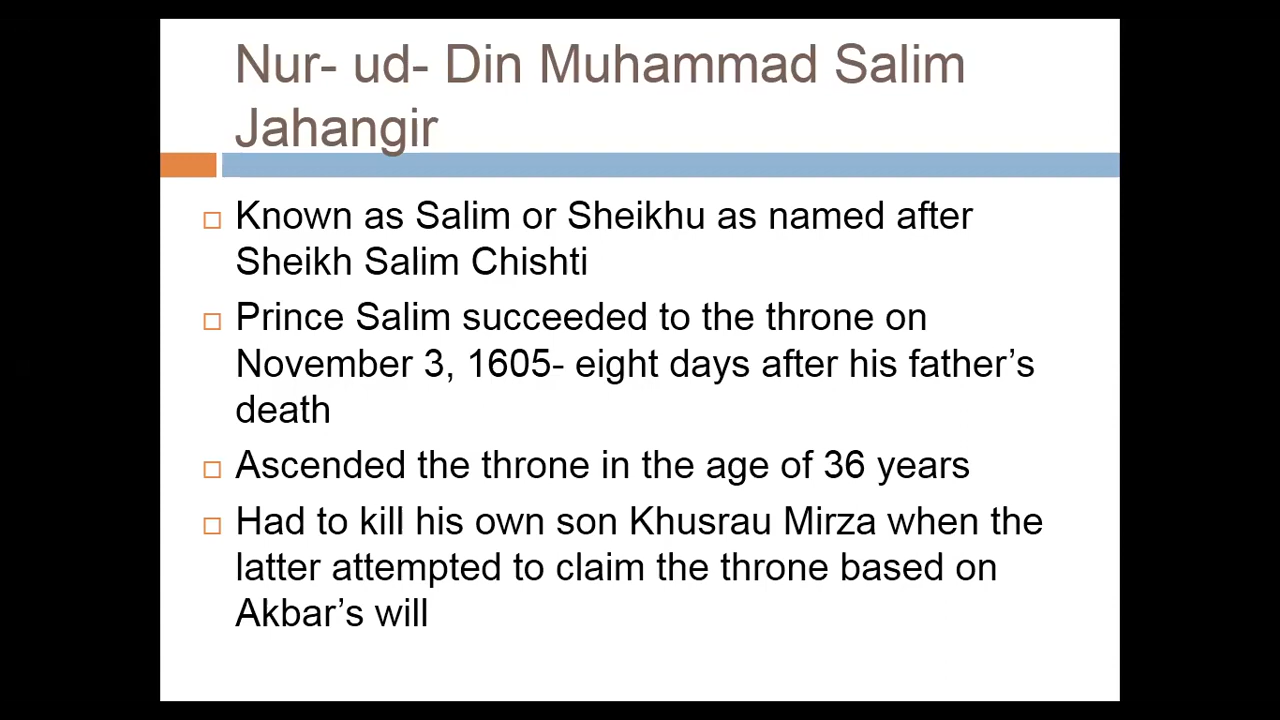 Nur- ud- Din Muhammad Salim
Jahangir
Known as Salim or Sheikhu as named after
Sheikh Salim Chishti
Prince Salim succeeded to the throne on
November 3, 1605- eight days after his father’s
death
Ascended the throne in the age of 36 years
Had to kill his own son Khusrau Mirza when the
latter attempted to claim the throne based on
Akbar’s will